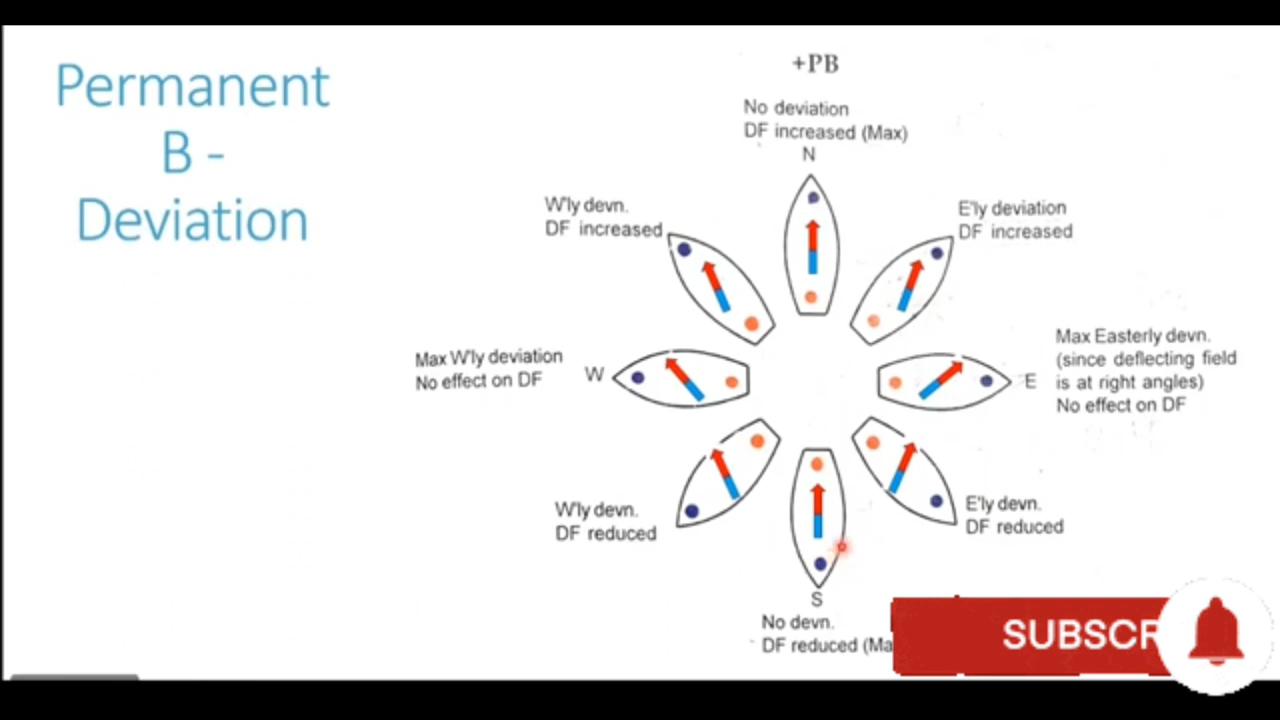 Permanent
B -
Deviation
+PB
No deviation
DF increased (Max)
N
W'ly devn.
DF increased
E'ly deviation
DF increased
Max W'ly deviation
No effect on DF
W
E
Max Easterly devn.
(since deflecting field
is at right angles)
No effect on DF
W'ly devn.
DF reduced
E'ly devn.
DF reduced
S
No devn.
DF reduced (Ma
SUBSCR